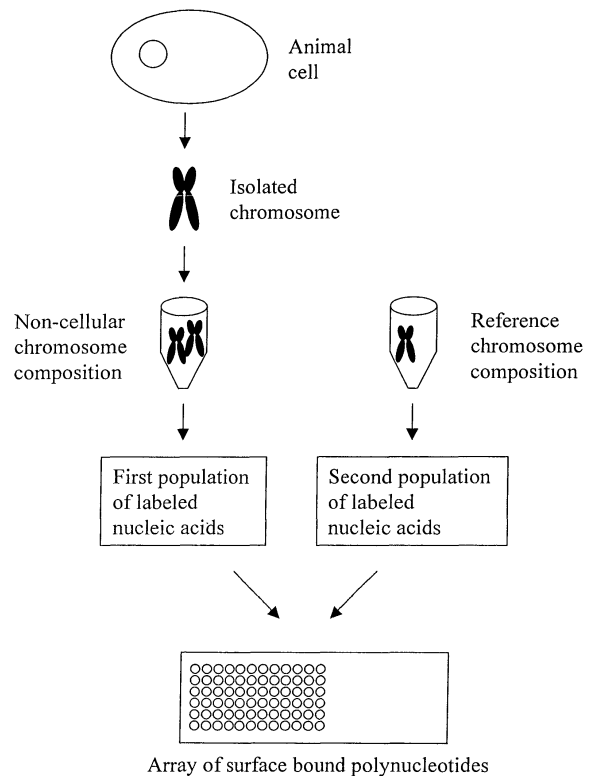 Animal
cell
Isolated
chromosome
Non-cellular
chromosome
composition
Reference
chromosome
composition
First population
of labeled
nucleic acids
Second population
of labeled
nucleic acids
Array of surface bound polynucleotides